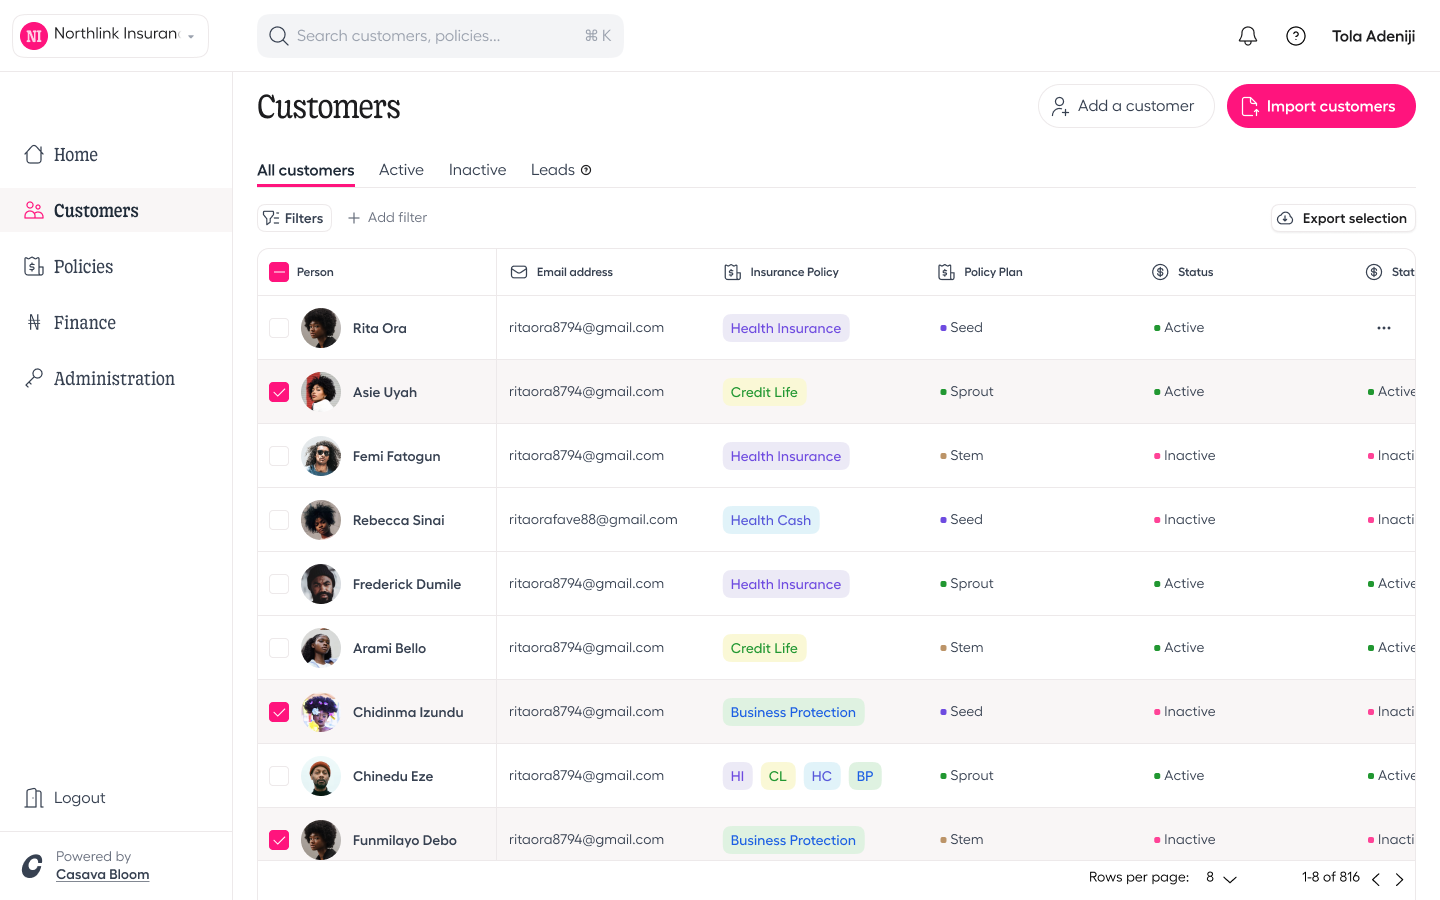 NI Northlink Insuran
Search customers, policies... ⌘ K
Tola Adeniji
Home
Customers
Policies
Finance
Administration
Logout
Powered by
Casava Bloom
Customers
Add a customer
Import customers
All customers Active Inactive Leads
Filters Add filter
Export selection
Person Email address Insurance Policy Policy Plan Status Stat
Rita Ora ritaora8794@gmail.com Health Insurance Seed Active
Asie Uyah ritaora8794@gmail.com Credit Life Sprout Active Active
Femi Fatogun ritaora8794@gmail.com Health Insurance Stem Inactive Inacti
Rebecca Sinai ritaorafave88@gmail.com Health Cash Seed Inactive Inacti
Frederick Dumile ritaora8794@gmail.com Health Insurance Sprout Active Active
Arami Bello ritaora8794@gmail.com Credit Life Stem Active Active
Chidinma Izundu ritaora8794@gmail.com Business Protection Seed Inactive Inacti
Chinedu Eze ritaora8794@gmail.com HI CL HC BP Sprout Active Active
Funmilayo Debo ritaora8794@gmail.com Business Protection Stem Inactive Inacti
Rows per page: 8 1-8 of 816